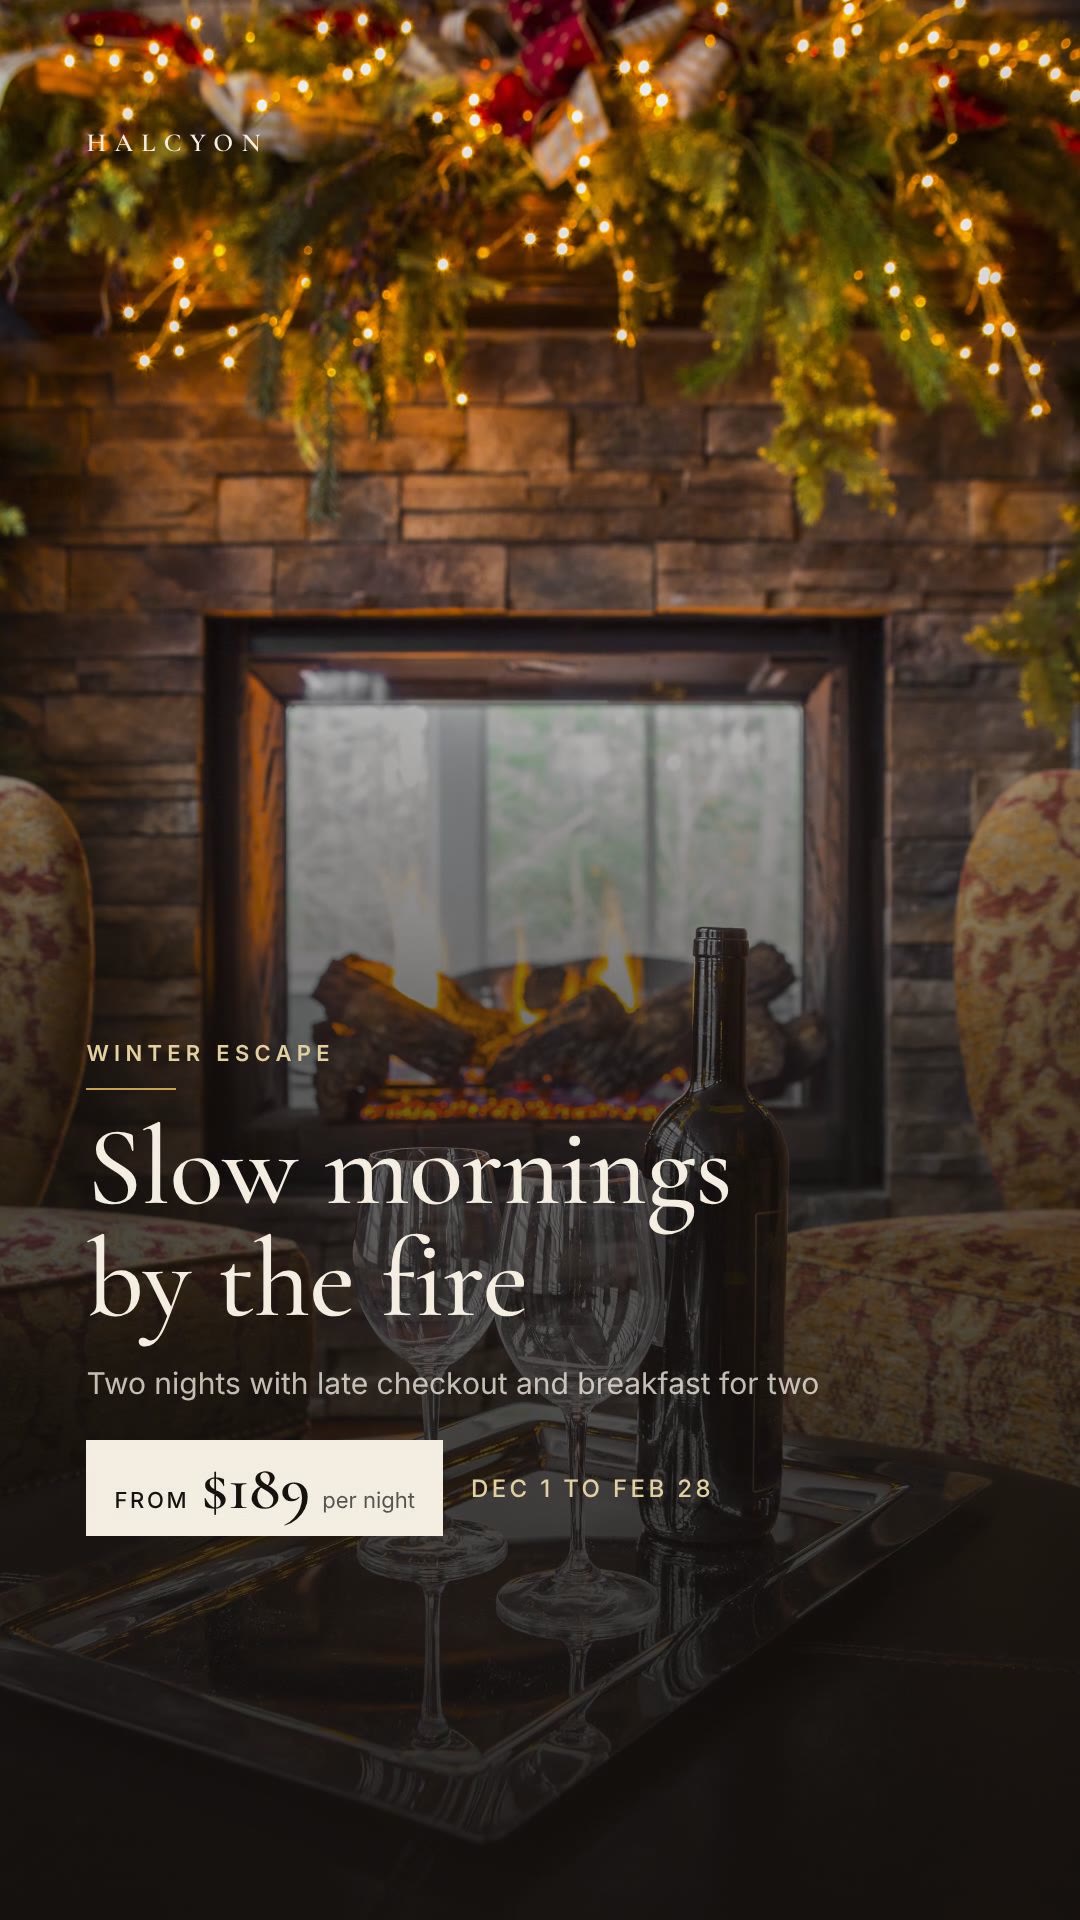 HALCYON
WINTER ESCAPE
Slow mornings
by the fire
Two nights with late checkout and breakfast for two
FROM $189 per night
DEC 1 TO FEB 28